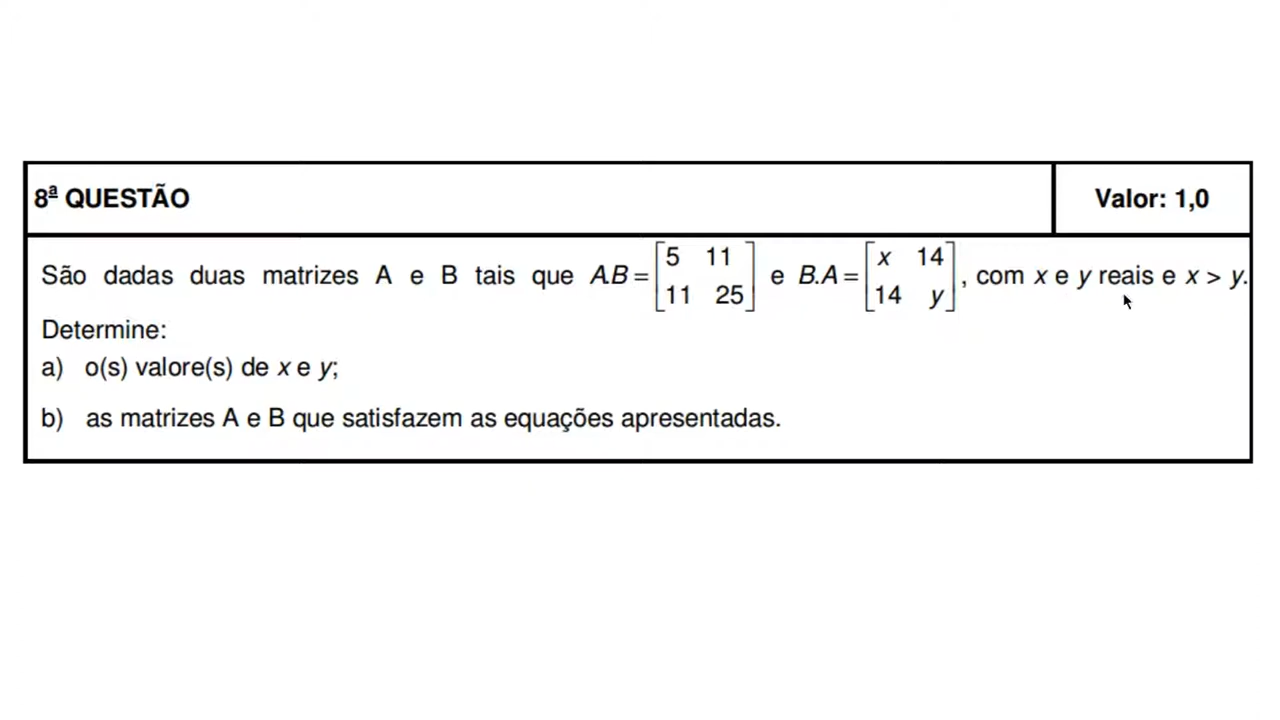 8ª QUESTÃO
Valor: 1,0
São dadas duas matrizes A e B tais que A.B = [5 11; 11 25] e B.A = [x 14; 14 y], com x e y reais e x > y.
Determine:
a) o(s) valore(s) de x e y;
b) as matrizes A e B que satisfazem as equações apresentadas.